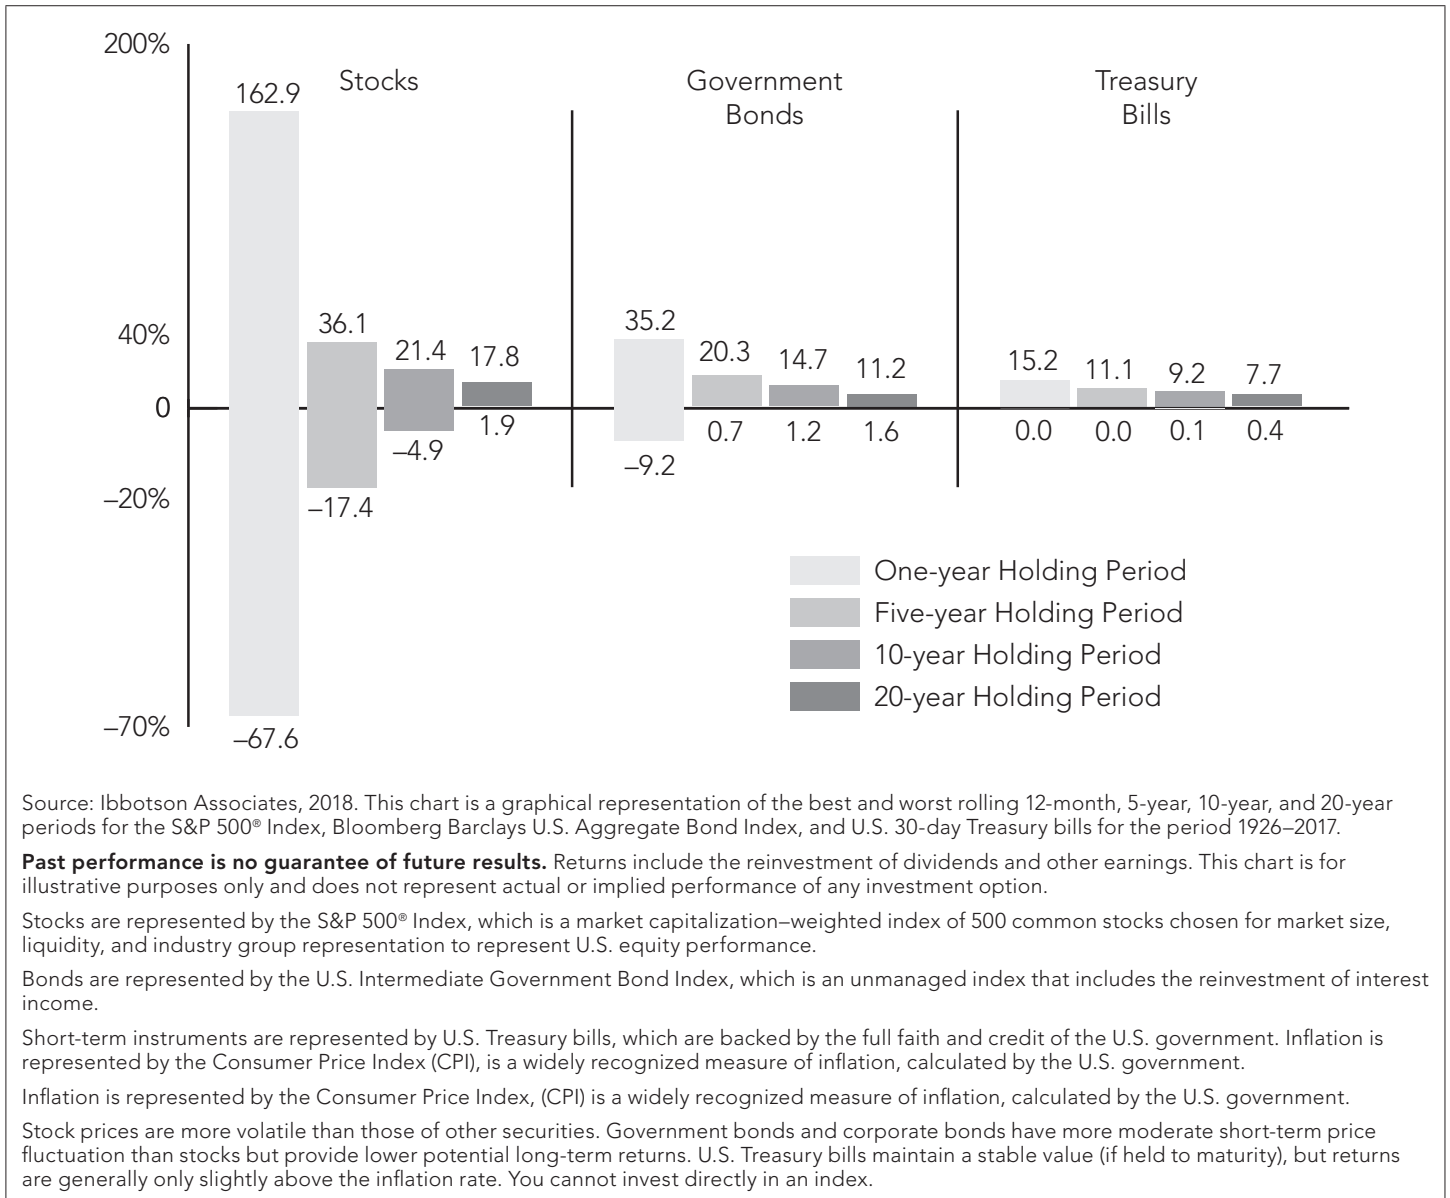 200%
162.9
Stocks
Government
Bonds
Treasury
Bills
40%
36.1
21.4
17.8
35.2
20.3
14.7
11.2
15.2
11.1
9.2
7.7
0
–4.9
1.9
–9.2
0.7
1.2
1.6
0.0
0.0
0.1
0.4
–20%
–17.4
–70%
–67.6
One-year Holding Period
Five-year Holding Period
10-year Holding Period
20-year Holding Period
Source: Ibbotson Associates, 2018. This chart is a graphical representation of the best and worst rolling 12-month, 5-year, 10-year, and 20-year
periods for the S&P 500® Index, Bloomberg Barclays U.S. Aggregate Bond Index, and U.S. 30-day Treasury bills for the period 1926–2017.
Past performance is no guarantee of future results. Returns include the reinvestment of dividends and other earnings. This chart is for
illustrative purposes only and does not represent actual or implied performance of any investment option.
Stocks are represented by the S&P 500® Index, which is a market capitalization–weighted index of 500 common stocks chosen for market size,
liquidity, and industry group representation to represent U.S. equity performance.
Bonds are represented by the U.S. Intermediate Government Bond Index, which is an unmanaged index that includes the reinvestment of interest
income.
Short-term instruments are represented by U.S. Treasury bills, which are backed by the full faith and credit of the U.S. government. Inflation is
represented by the Consumer Price Index (CPI), is a widely recognized measure of inflation, calculated by the U.S. government.
Inflation is represented by the Consumer Price Index, (CPI) is a widely recognized measure of inflation, calculated by the U.S. government.
Stock prices are more volatile than those of other securities. Government bonds and corporate bonds have more moderate short-term price
fluctuation than stocks but provide lower potential long-term returns. U.S. Treasury bills maintain a stable value (if held to maturity), but returns
are generally only slightly above the inflation rate. You cannot invest directly in an index.